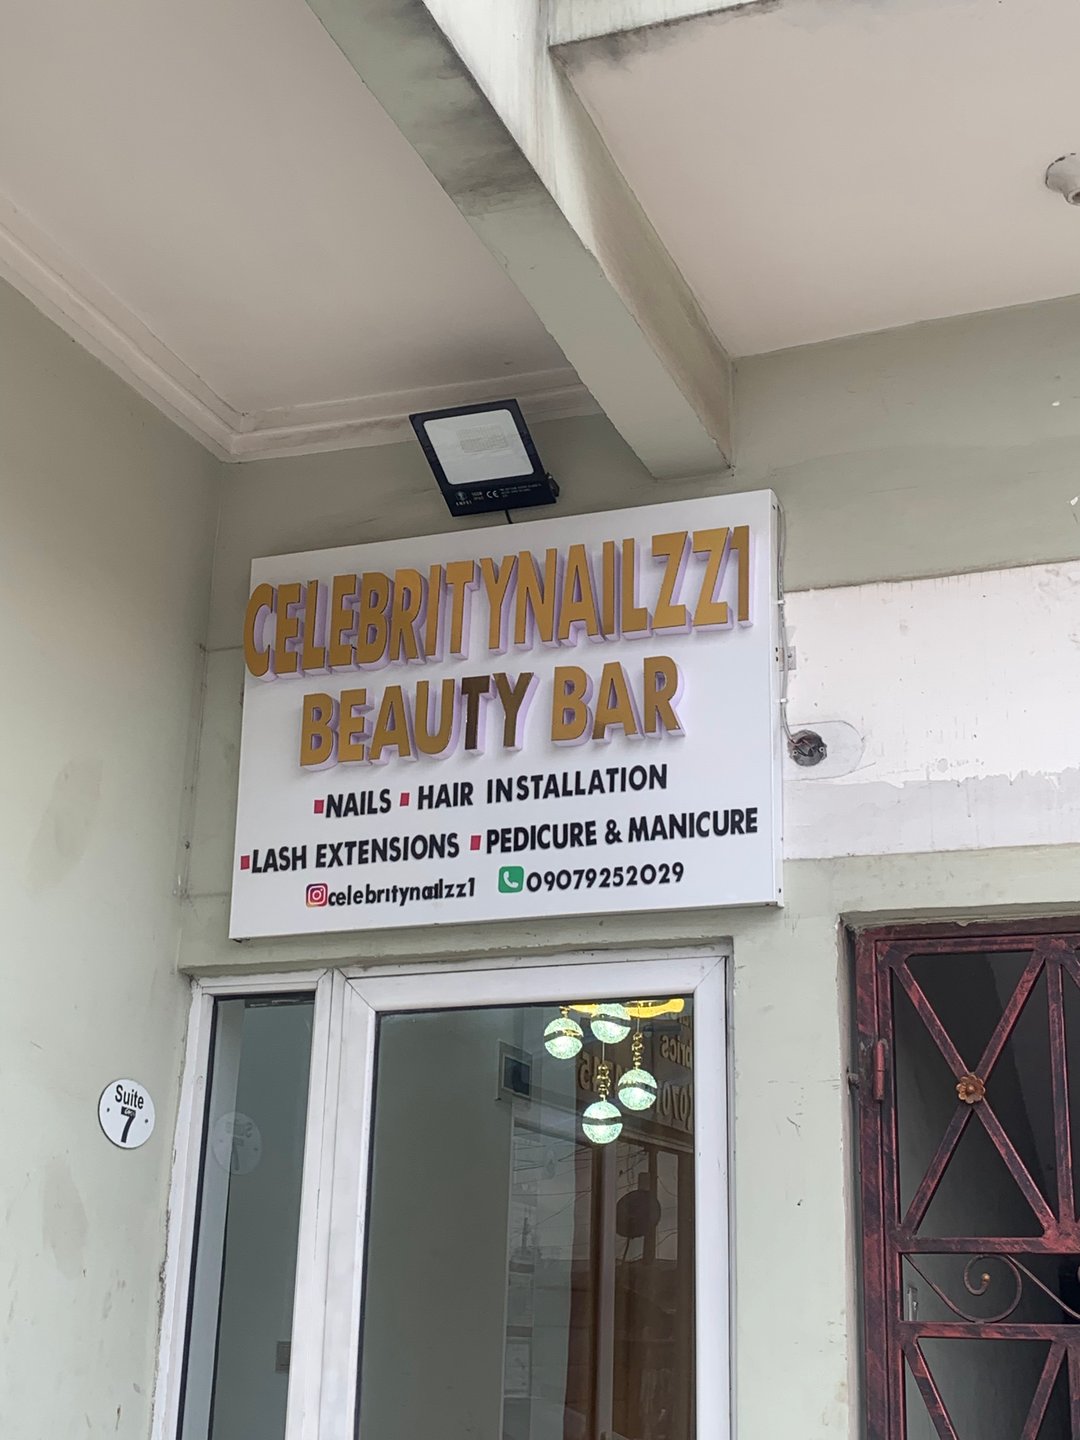 CELEBRITYNAILZZ1
BEAUTY BAR
NAILS HAIR INSTALLATION
LASH EXTENSIONS PEDICURE & MANICURE
celebritynailzz1 09079252029
Suite
7